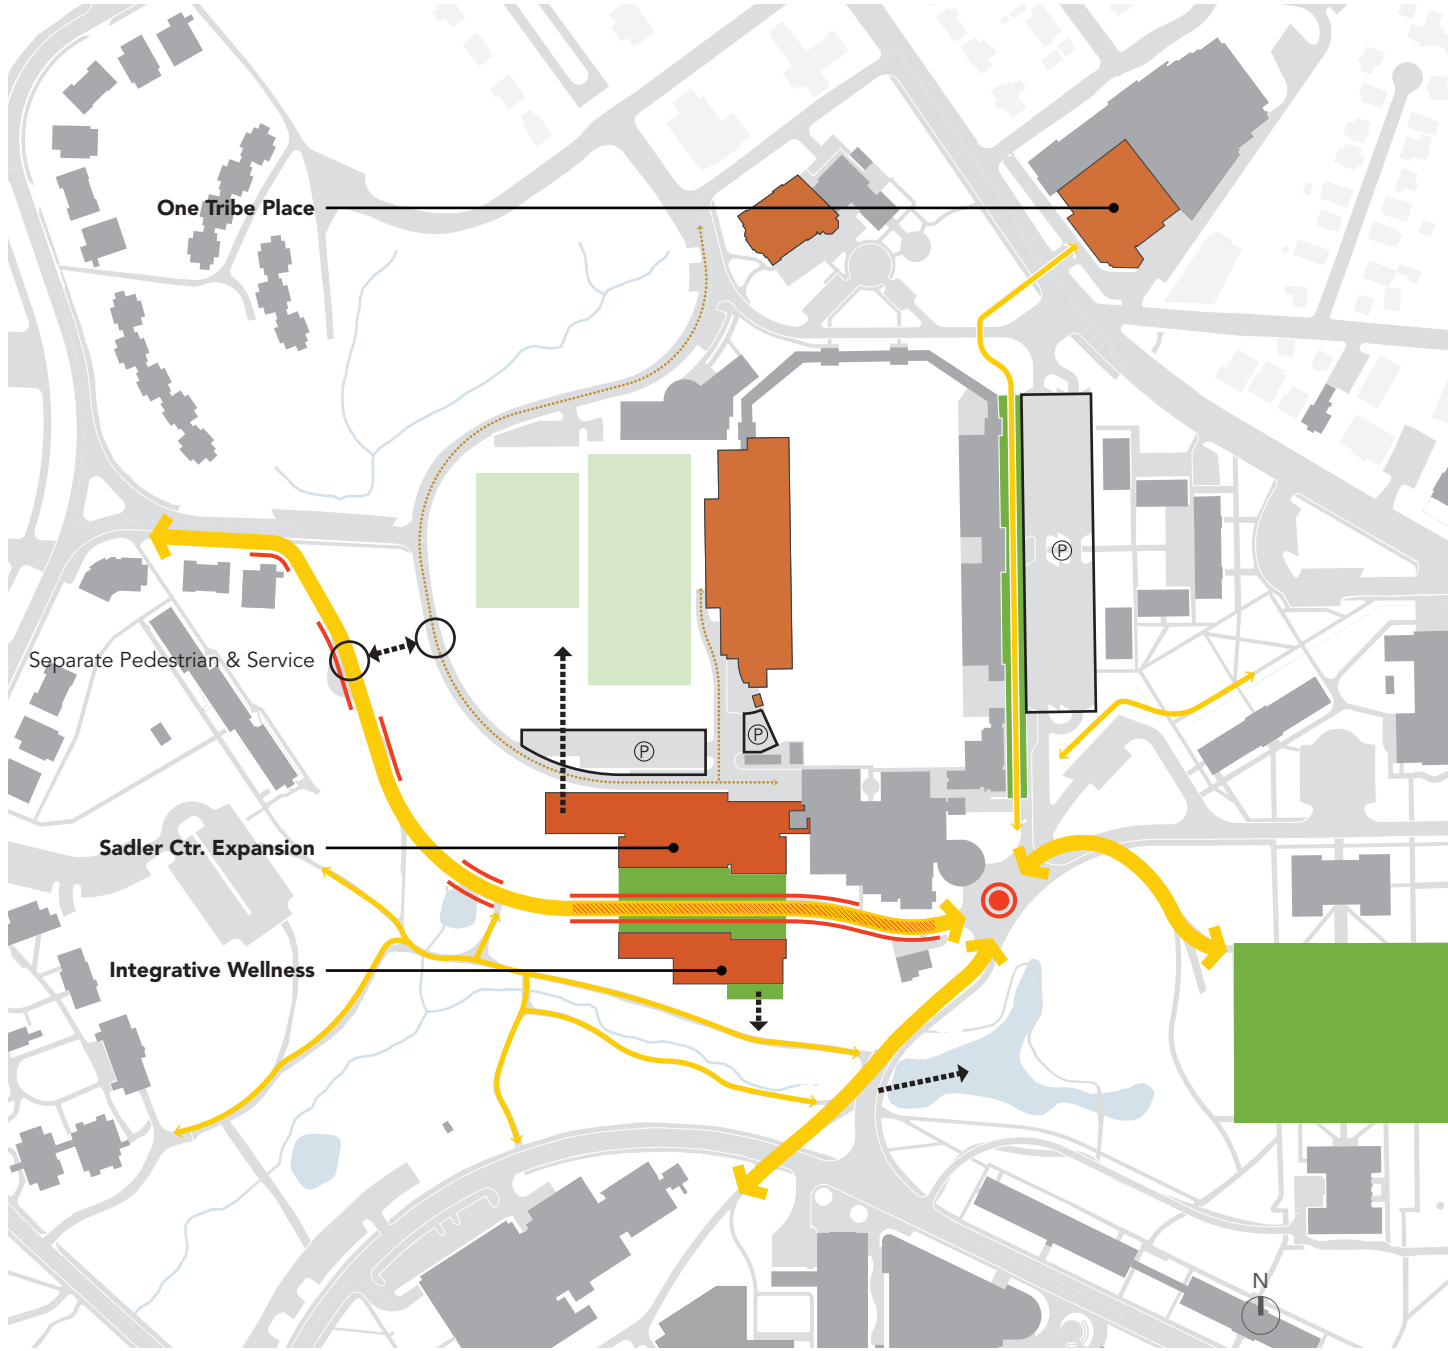 One Tribe Place
P
Separate Pedestrian & Service
P
P
Sadler Ctr. Expansion
Integrative Wellness
N